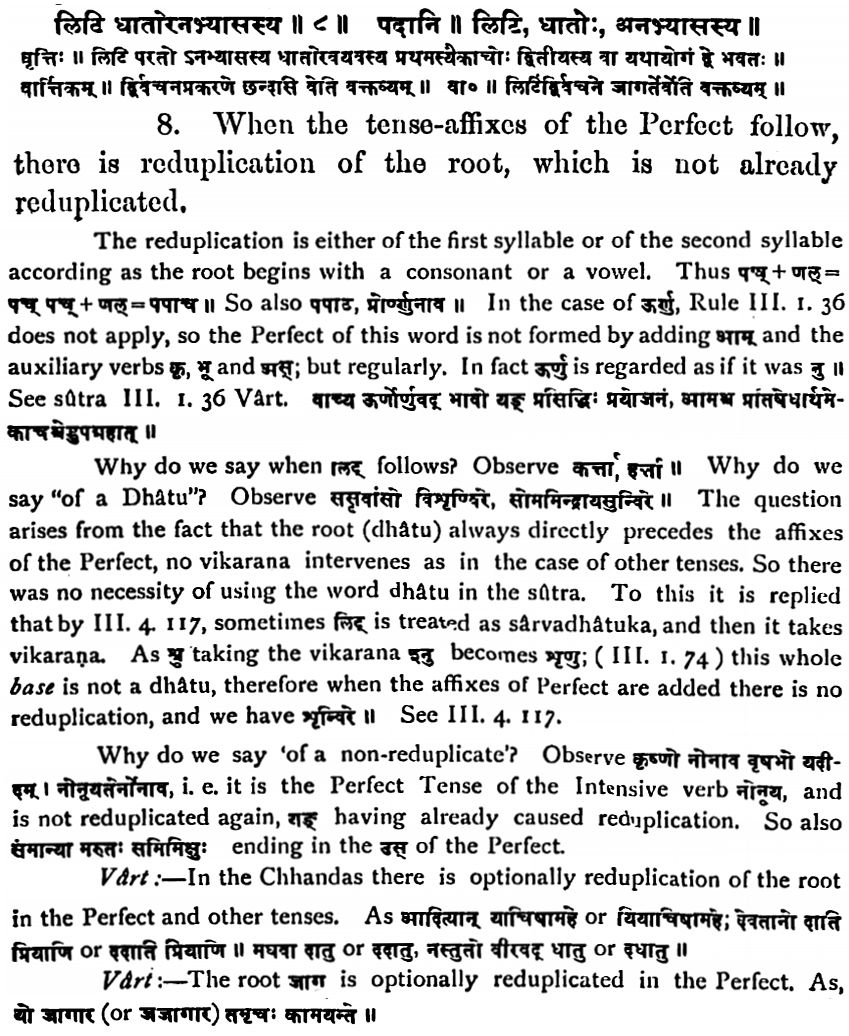 लिटि धातोरनभ्यासस्य ॥ ८ ॥ पदानि ॥ लिटि, धातोः, अनभ्यासस्य ॥
वृत्तिः ॥ लिटि परतो ऽनभ्यासस्य धातोरवयवस्य प्रथमस्यैकाचोः द्वितीयस्य वा यथायोगं द्वे भवतः ॥
वार्त्तिकम् ॥ द्विर्वचनप्रकरणे छन्दसि वेति वक्तव्यम् ॥ वा० ॥ लिटिद्विर्वचने जागर्तेर्वेति वक्तव्यम् ॥
8. When the tense-affixes of the Perfect follow,
there is reduplication of the root, which is not already
reduplicated.
The reduplication is either of the first syllable or of the second syllable
according as the root begins with a consonant or a vowel. Thus पच् + णल् =
पच् पच् + णल् = पपाच ॥ So also पपाठ, प्रोर्ण्णुनाव ॥ In the case of ऊर्णु, Rule III. 1. 36
does not apply, so the Perfect of this word is not formed by adding आम् and the
auxiliary verbs कृ, भू and अस्; but regularly. In fact ऊर्णु is regarded as if it was नु ॥
See sûtra III. 1. 36 Vârt. वाच्य ऊर्णोर्णुवद् भावो यङ् प्रसिद्धिः प्रयोजनं, आमश्च प्रतिषेधार्थमे-
काचश्चेडुपग्रहात् ॥
Why do we say when लिट् follows? Observe कर्त्ता, हर्त्ता ॥ Why do we
say "of a Dhâtu"? Observe ससृवांसो विशृण्विरे, सोममिन्द्रायसुन्विरे ॥ The question
arises from the fact that the root (dhâtu) always directly precedes the affixes
of the Perfect, no vikarana intervenes as in the case of other tenses. So there
was no necessity of using the word dhâtu in the sûtra. To this it is replied
that by III. 4. 117, sometimes लिट् is treated as sârvadhâtuka, and then it takes
vikaraṇa. As श्रु taking the vikarana श्नु becomes शृणु; ( III. 1. 74 ) this whole
base is not a dhâtu, therefore when the affixes of Perfect are added there is no
reduplication, and we have शृन्विरे ॥ See III. 4. 117.
Why do we say 'of a non-reduplicate'? Observe कृष्णो नोनाव वृषभो यदी-
दम् । नोनूयतेर्नोनाव, i. e. it is the Perfect Tense of the Intensive verb नोनूय, and
is not reduplicated again, यङ् having already caused reduplication. So also
संमान्या मरुतः समिमिक्षुः ending in the उस् of the Perfect.
Vârt :—In the Chhandas there is optionally reduplication of the root
in the Perfect and other tenses. As आदित्यान् याचिषामहे or यियाचिषामहे; देवतानो दाति
प्रियाणि or ददाति प्रियाणि ॥ मघवा दातु or ददातु, नस्तुतो वीरवद् धातु or दधातु ॥
Vârt :—The root जाग is optionally reduplicated in the Perfect. As,
यो जागार (or जजागार) तमृचः कामयन्ते ॥